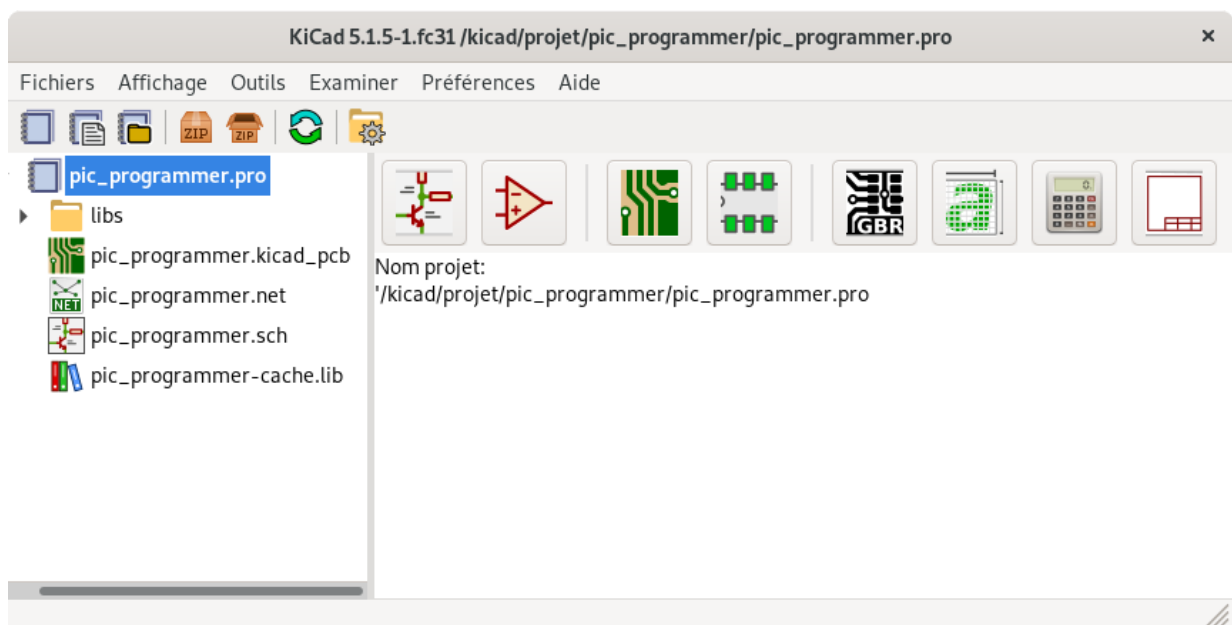 KiCad 5.1.5-1.fc31 /kicad/projet/pic_programmer/pic_programmer.pro
Fichiers Affichage Outils Examiner Préférences Aide
ZIP ZIP
pic_programmer.pro
libs
pic_programmer.kicad_pcb
NET pic_programmer.net
pic_programmer.sch
pic_programmer-cache.lib
GBR a 0.
Nom projet:
'/kicad/projet/pic_programmer/pic_programmer.pro